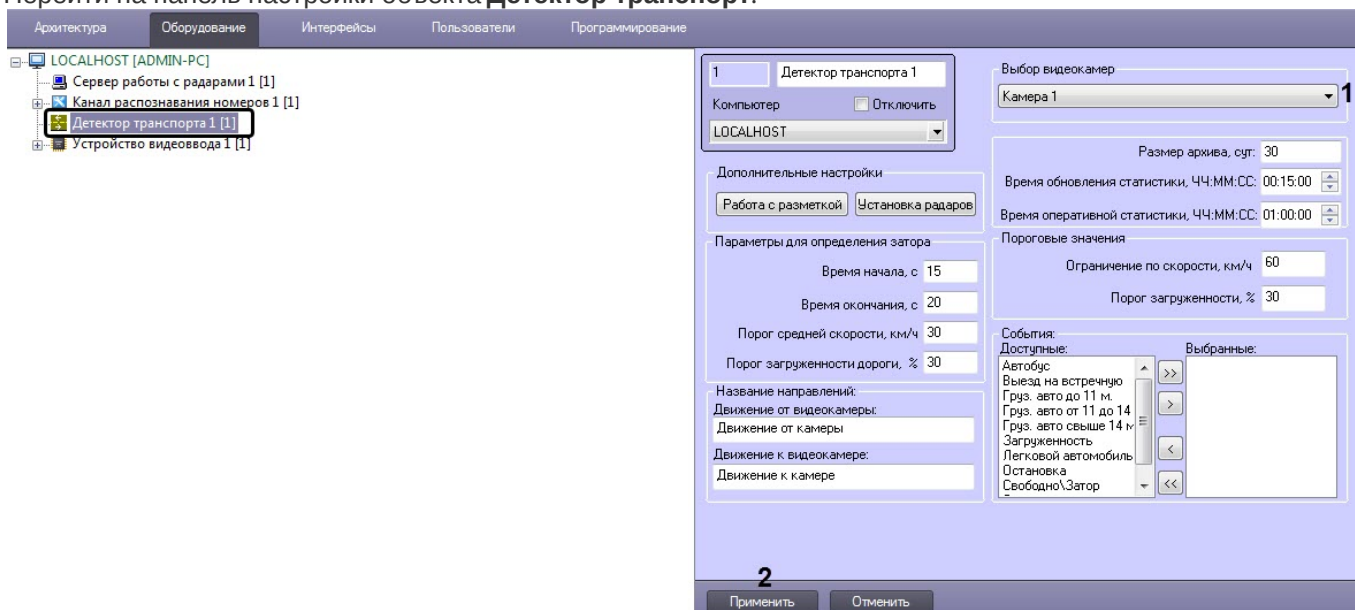 Перейти на панель настройки объекта Детектор транспорт.
Архитектура Оборудование Интерфейсы Пользователи Программирование
LOCALHOST [ADMIN-PC]
Сервер работы с радарами 1 [1]
Канал распознавания номеров 1 [1]
Детектор транспорта 1 [1]
Устройство видеоввода 1 [1]
1 Детектор транспорта 1
Компьютер Отключить
LOCALHOST
Дополнительные настройки
Работа с разметкой Установка радаров
Параметры для определения затора
Время начала, с 15
Время окончания, с 20
Порог средней скорости, км/ч 30
Порог загруженности дороги, % 30
Название направлений:
Движение от видеокамеры:
Движение от камеры
Движение к видеокамере:
Движение к камере
Выбор видеокамер
Камера 1 1
Размер архива, сут: 30
Время обновления статистики, ЧЧ:ММ:СС: 00:15:00
Время оперативной статистики, ЧЧ:ММ:СС: 01:00:00
Пороговые значения
Ограничение по скорости, км/ч 60
Порог загруженности, % 30
События:
Доступные: Выбранные:
Автобус
Выезд на встречную
Груз. авто до 11 м.
Груз. авто от 11 до 14
Груз. авто свыше 14 м
Загруженность
Легковой автомобиль
Остановка
Свободно\Затор
>>
>
<
<<
2
Применить Отменить